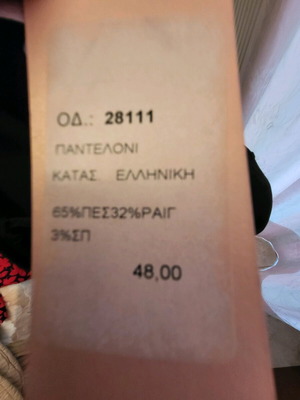 ΟΔ.: 28111
ΠΑΝΤΕΛΟΝΙ
ΚΑΤΑΣ. ΕΛΛΗΝΙΚΗ
65%ΠΕΣ32%ΡΑΙΓ
3%ΣΠ
48,00